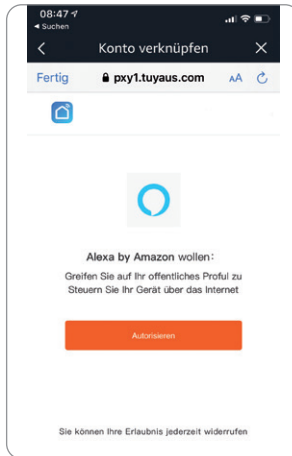 08:47
◀ Suchen
Konto verknüpfen
Fertig pxy1.tuyaus.com AA
Alexa by Amazon wollen:
Greifen Sie auf Ihr offentliches Proful zu
Steuern Sie Ihr Gerät über das Internet
Autorisieren
Sie können Ihre Erlaubnis jederzeit widerrufen